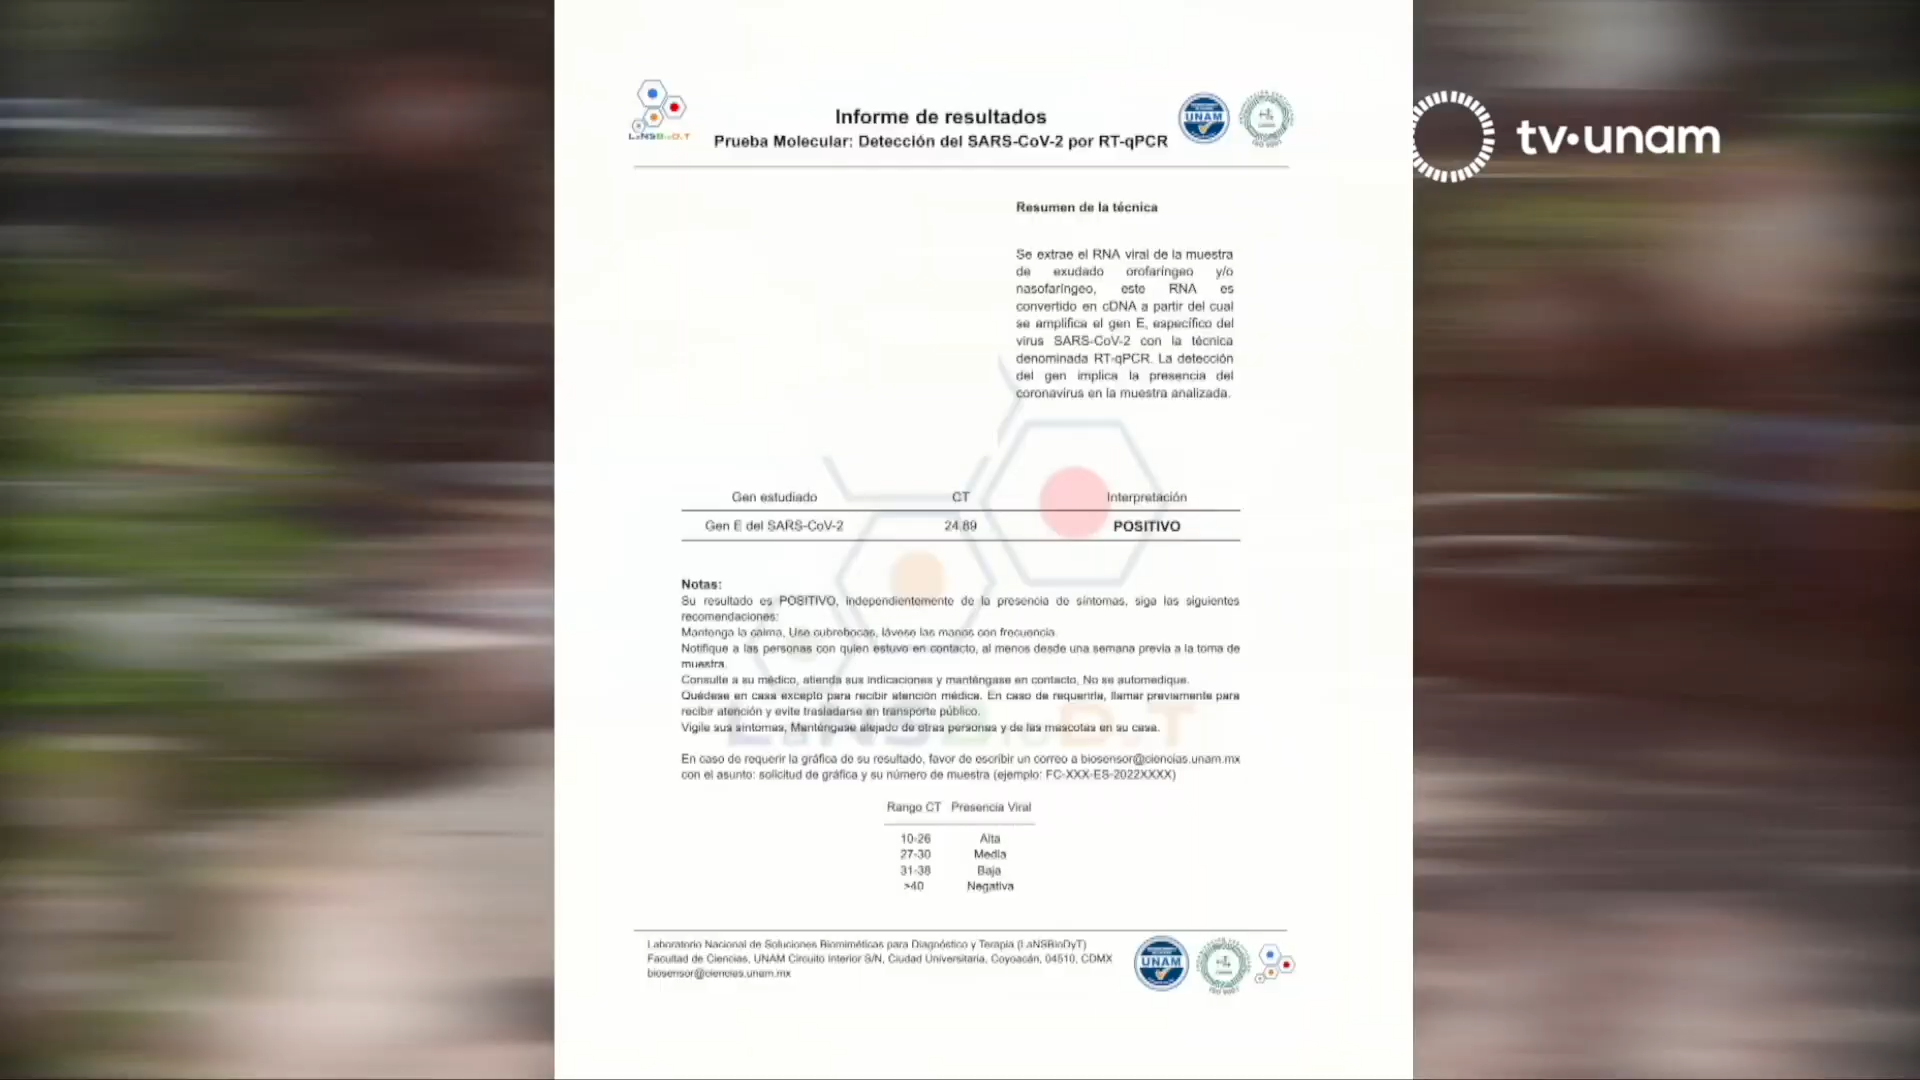 LaNSBioDyT
Informe de resultados
Prueba Molecular: Detección del SARS-CoV-2 por RT-qPCR
UNAM
ISO 9001
tv·unam
Resumen de la técnica
Se extrae el RNA viral de la muestra
de exudado orofaríngeo y/o
nasofaríngeo, este RNA es
convertido en cDNA a partir del cual
se amplifica el gen E, específico del
virus SARS-CoV-2 con la técnica
denominada RT-qPCR. La detección
del gen implica la presencia del
coronavirus en la muestra analizada.
Gen estudiado CT Interpretación
Gen E del SARS-CoV-2 24.89 POSITIVO
Notas:
Su resultado es POSITIVO, independientemente de la presencia de síntomas, siga las siguientes
recomendaciones:
Mantenga la calma, Use cubrebocas, lávese las manos con frecuencia.
Notifique a las personas con quien estuvo en contacto, al menos desde una semana previa a la toma de
muestra.
Consulte a su médico, atienda sus indicaciones y manténgase en contacto, No se automedique.
Quédese en casa excepto para recibir atención médica. En caso de requerirla, llamar previamente para
recibir atención y evite trasladarse en transporte público.
Vigile sus síntomas, Manténgase alejado de otras personas y de las mascotas en su casa.
LaNSBioDyT
En caso de requerir la gráfica de su resultado, favor de escribir un correo a biosensor@ciencias.unam.mx
con el asunto: solicitud de gráfica y su número de muestra (ejemplo: FC-XXX-ES-2022XXXX)
Rango CT Presencia Viral
10-26 Alta
27-30 Media
31-38 Baja
>40 Negativa
Laboratorio Nacional de Soluciones Biomiméticas para Diagnóstico y Terapia (LaNSBioDyT)
Facultad de Ciencias, UNAM Circuito Interior S/N, Ciudad Universitaria, Coyoacán, 04510, CDMX
biosensor@ciencias.unam.mx
UNAM
ISO 9001